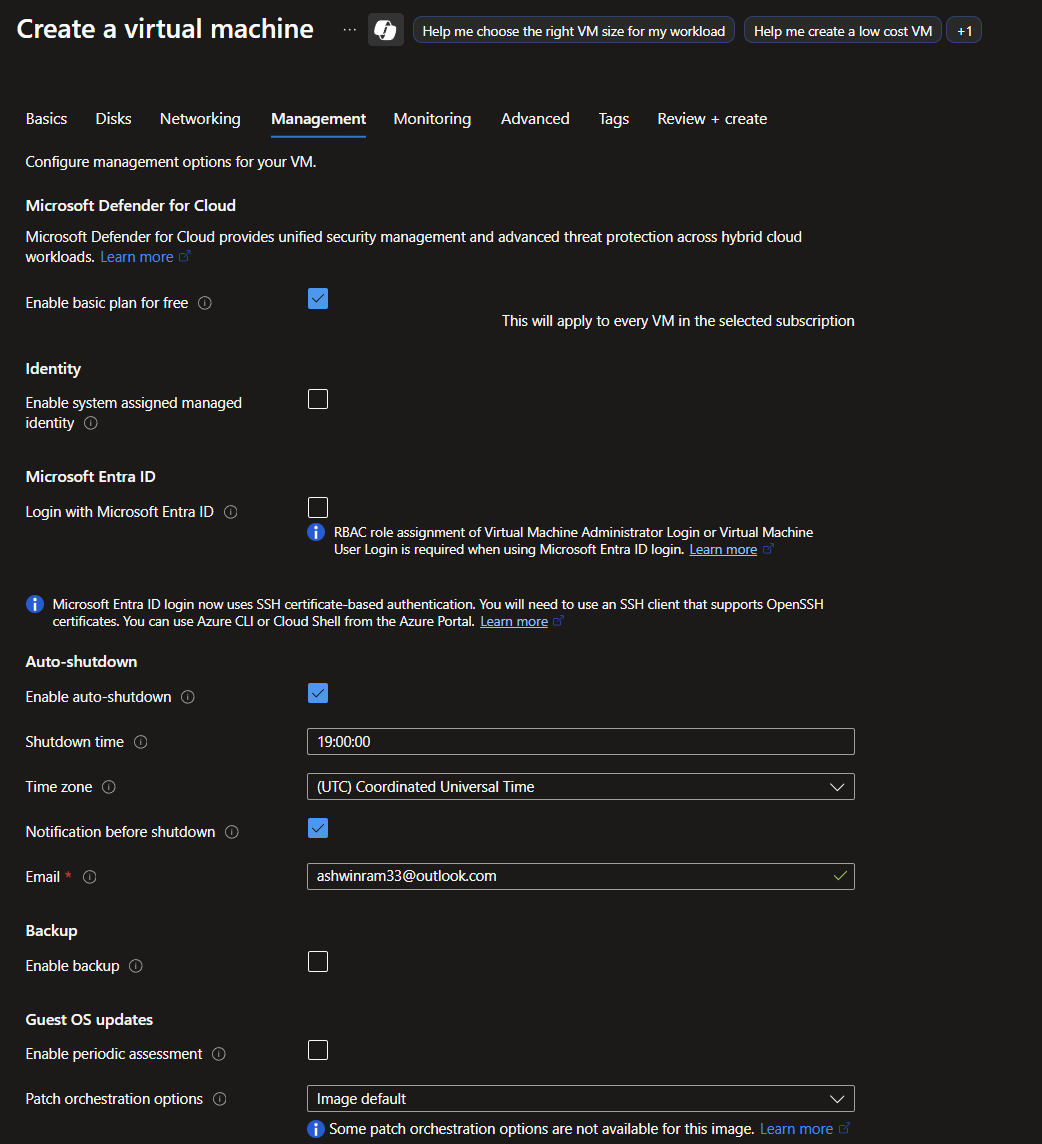 Create a virtual machine ...
Help me choose the right VM size for my workload
Help me create a low cost VM
+1
Basics Disks Networking Management Monitoring Advanced Tags Review + create
Configure management options for your VM.
Microsoft Defender for Cloud
Microsoft Defender for Cloud provides unified security management and advanced threat protection across hybrid cloud
workloads. Learn more
Enable basic plan for free
This will apply to every VM in the selected subscription
Identity
Enable system assigned managed
identity
Microsoft Entra ID
Login with Microsoft Entra ID
RBAC role assignment of Virtual Machine Administrator Login or Virtual Machine
User Login is required when using Microsoft Entra ID login. Learn more
Microsoft Entra ID login now uses SSH certificate-based authentication. You will need to use an SSH client that supports OpenSSH
certificates. You can use Azure CLI or Cloud Shell from the Azure Portal. Learn more
Auto-shutdown
Enable auto-shutdown
Shutdown time 19:00:00
Time zone (UTC) Coordinated Universal Time
Notification before shutdown
Email * ashwinram33@outlook.com
Backup
Enable backup
Guest OS updates
Enable periodic assessment
Patch orchestration options Image default
Some patch orchestration options are not available for this image. Learn more